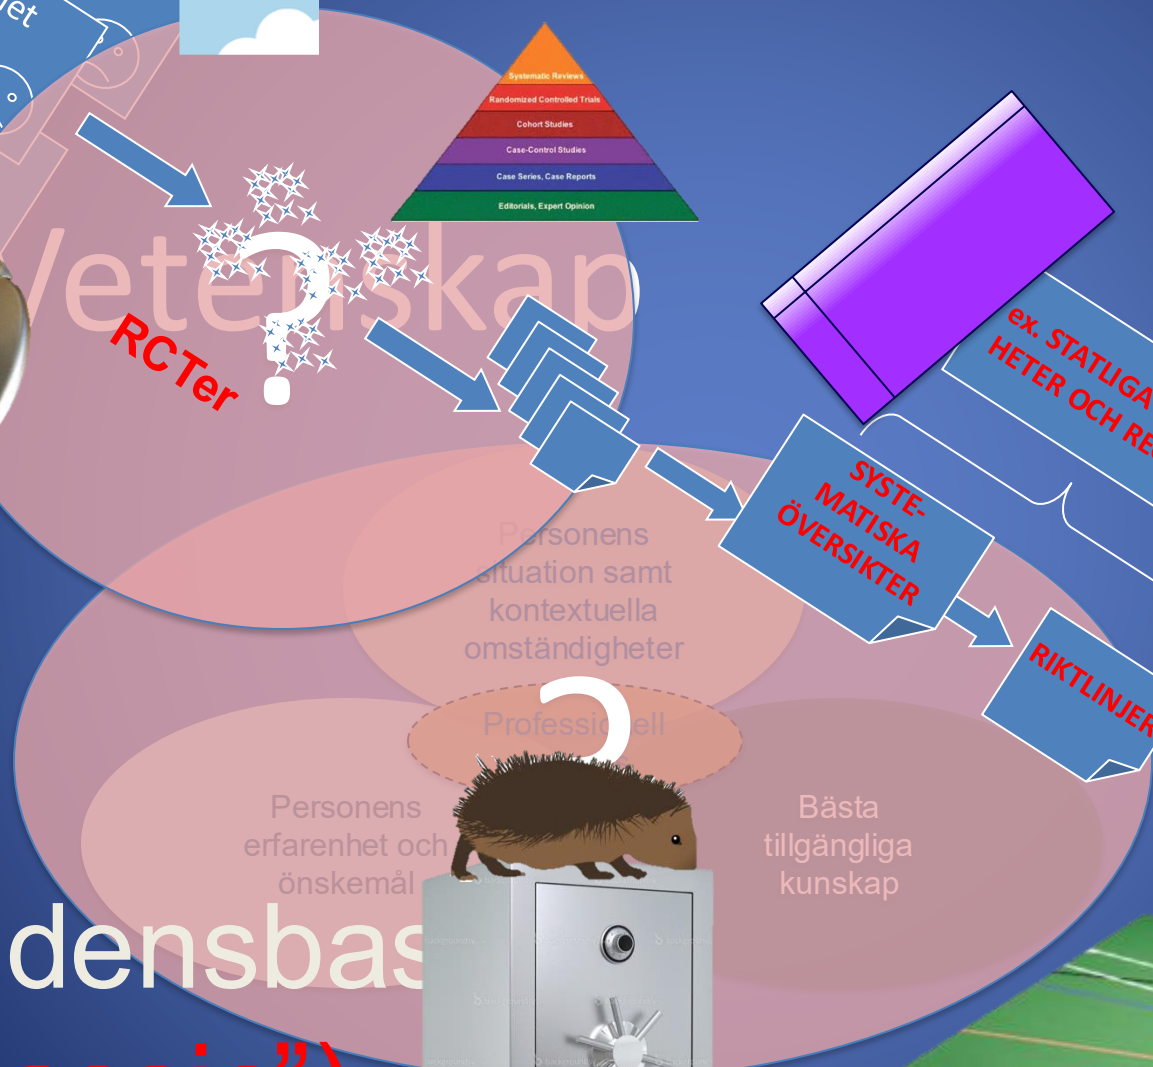 et
Systematic Reviews
Randomized Controlled Trials
Cohort Studies
Case-Control Studies
Case Series, Case Reports
Editorials, Expert Opinion
Vetenskap
?
RCTer
ex. STATLIGA
HETER OCH RE
SYSTE-
MATISKA
ÖVERSIKTER
RIKTLINJER
Personens
situation samt
kontextuella
omständigheter
Professionell
Personens
erfarenhet och
önskemål
Bästa
tillgängliga
kunskap
densbas